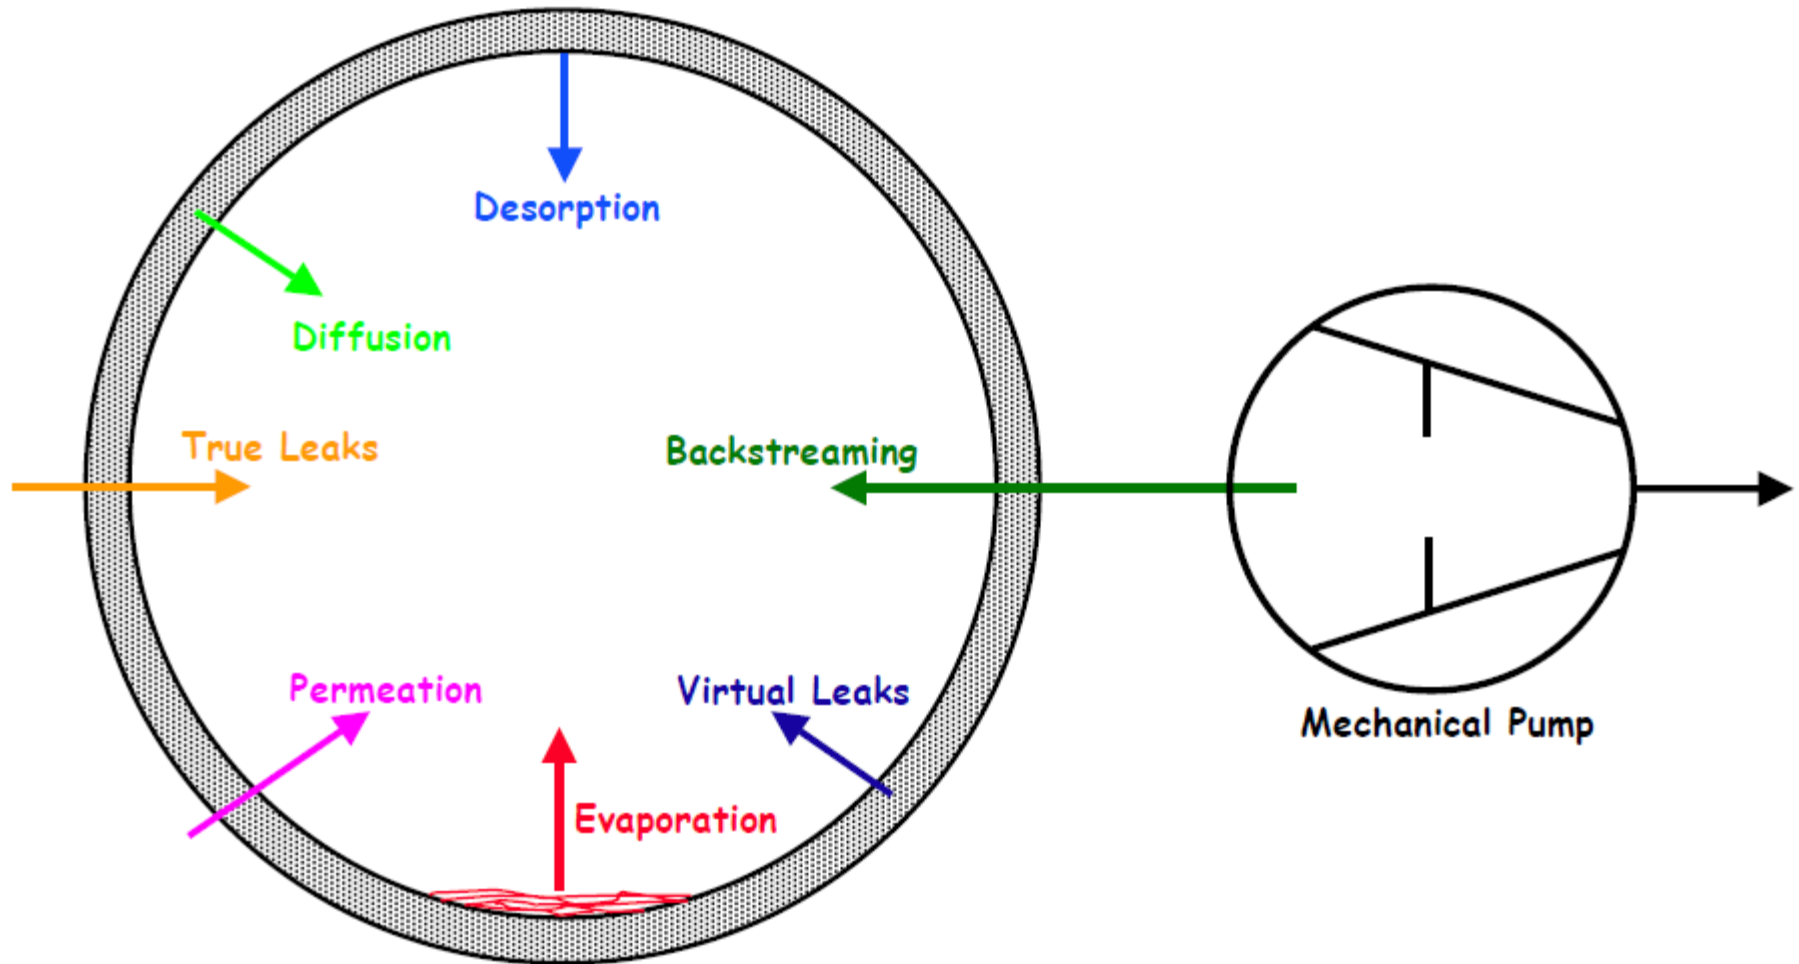 Desorption
Diffusion
True Leaks
Backstreaming
Permeation
Virtual Leaks
Mechanical Pump
Evaporation